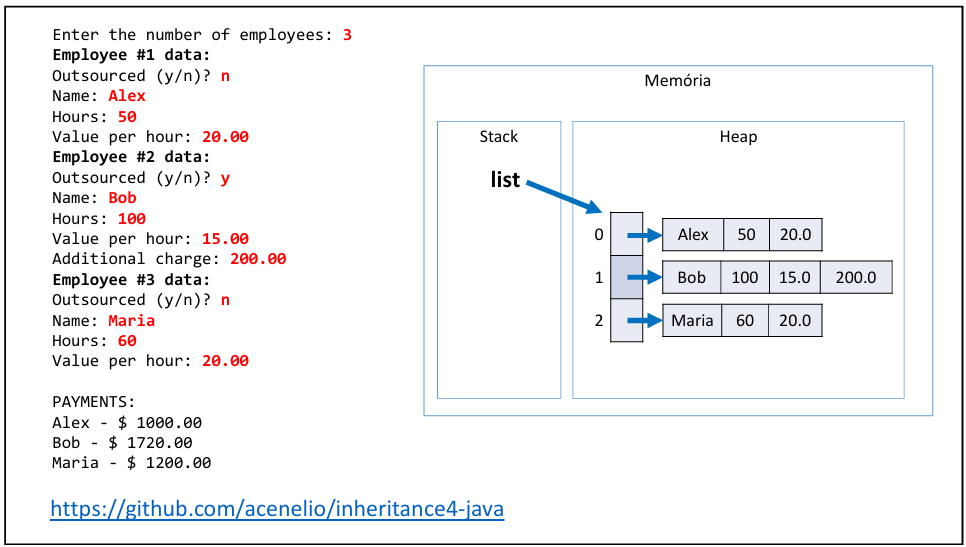 Enter the number of employees: 3
Employee #1 data:
Outsourced (y/n)? n
Name: Alex
Hours: 50
Value per hour: 20.00
Employee #2 data:
Outsourced (y/n)? y
Name: Bob
Hours: 100
Value per hour: 15.00
Additional charge: 200.00
Employee #3 data:
Outsourced (y/n)? n
Name: Maria
Hours: 60
Value per hour: 20.00
PAYMENTS:
Alex - $ 1000.00
Bob - $ 1720.00
Maria - $ 1200.00
https://github.com/acenelio/inheritance4-java
Memória
Stack
Heap
list
0 Alex 50 20.0
1 Bob 100 15.0 200.0
2 Maria 60 20.0